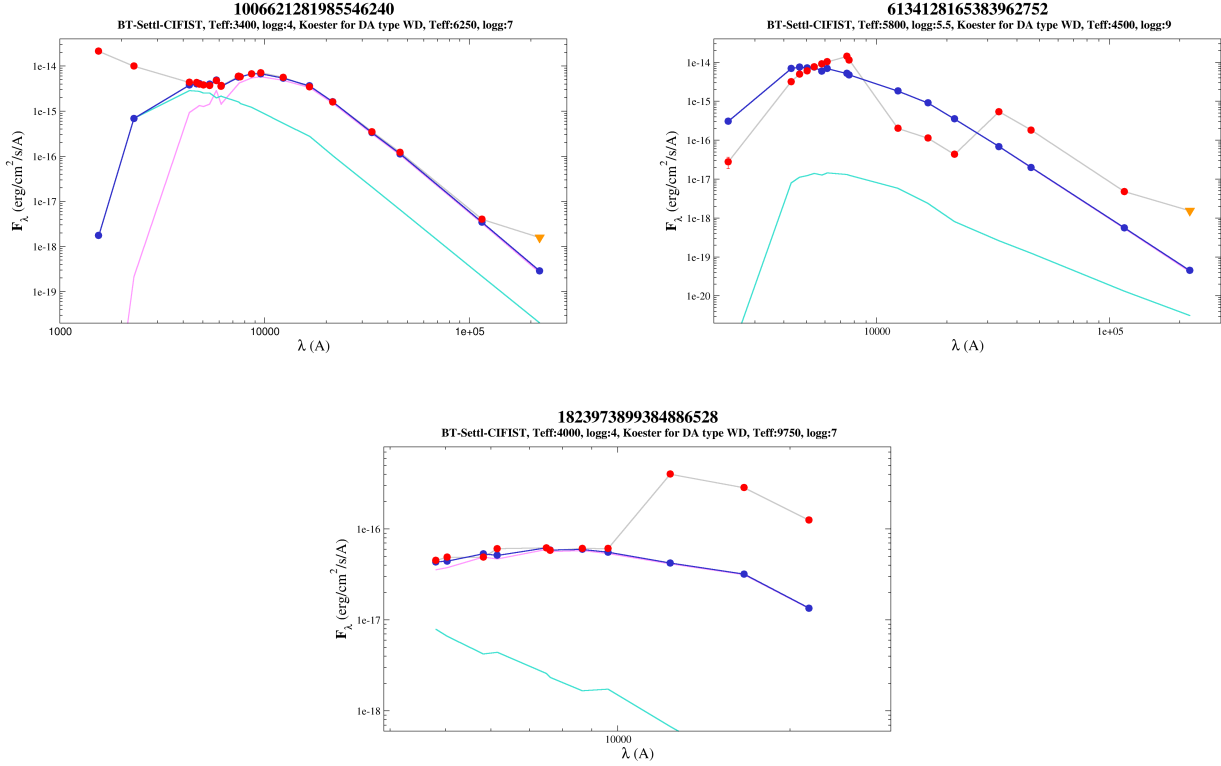 1006621281985546240
BT-Settl-CIFIST, Teff:3400, logg:4, Koester for DA type WD, Teff:6250, logg:7
1e-14
1e-15
1e-16
1e-17
1e-18
1e-19
Fλ (erg/cm²/s/A)
1000
10000
1e+05
λ (A)
6134128165383962752
BT-Settl-CIFIST, Teff:5800, logg:5.5, Koester for DA type WD, Teff:4500, logg:9
1e-14
1e-15
1e-16
1e-17
1e-18
1e-19
1e-20
Fλ (erg/cm²/s/A)
10000
1e+05
λ (A)
1823973899384886528
BT-Settl-CIFIST, Teff:4000, logg:4, Koester for DA type WD, Teff:9750, logg:7
1e-16
1e-17
1e-18
Fλ (erg/cm²/s/A)
10000
λ (A)